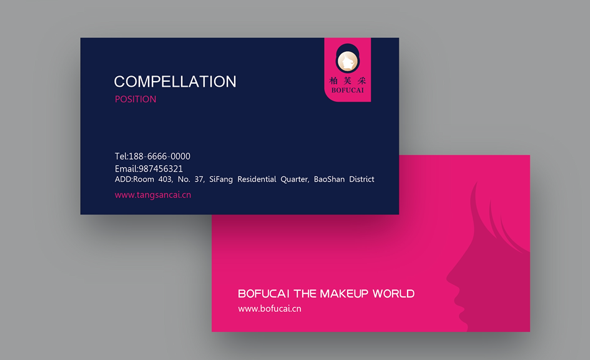 COMPELLATION
POSITION
柏芙采
BOFUCAI
Tel:188-6666-0000
Email:987456321
ADD:Room 403, No. 37, SiFang Residential Quarter, BaoShan District
www.tangsancai.cn
BOFUCAI THE MAKEUP WORLD
www.bofucai.cn